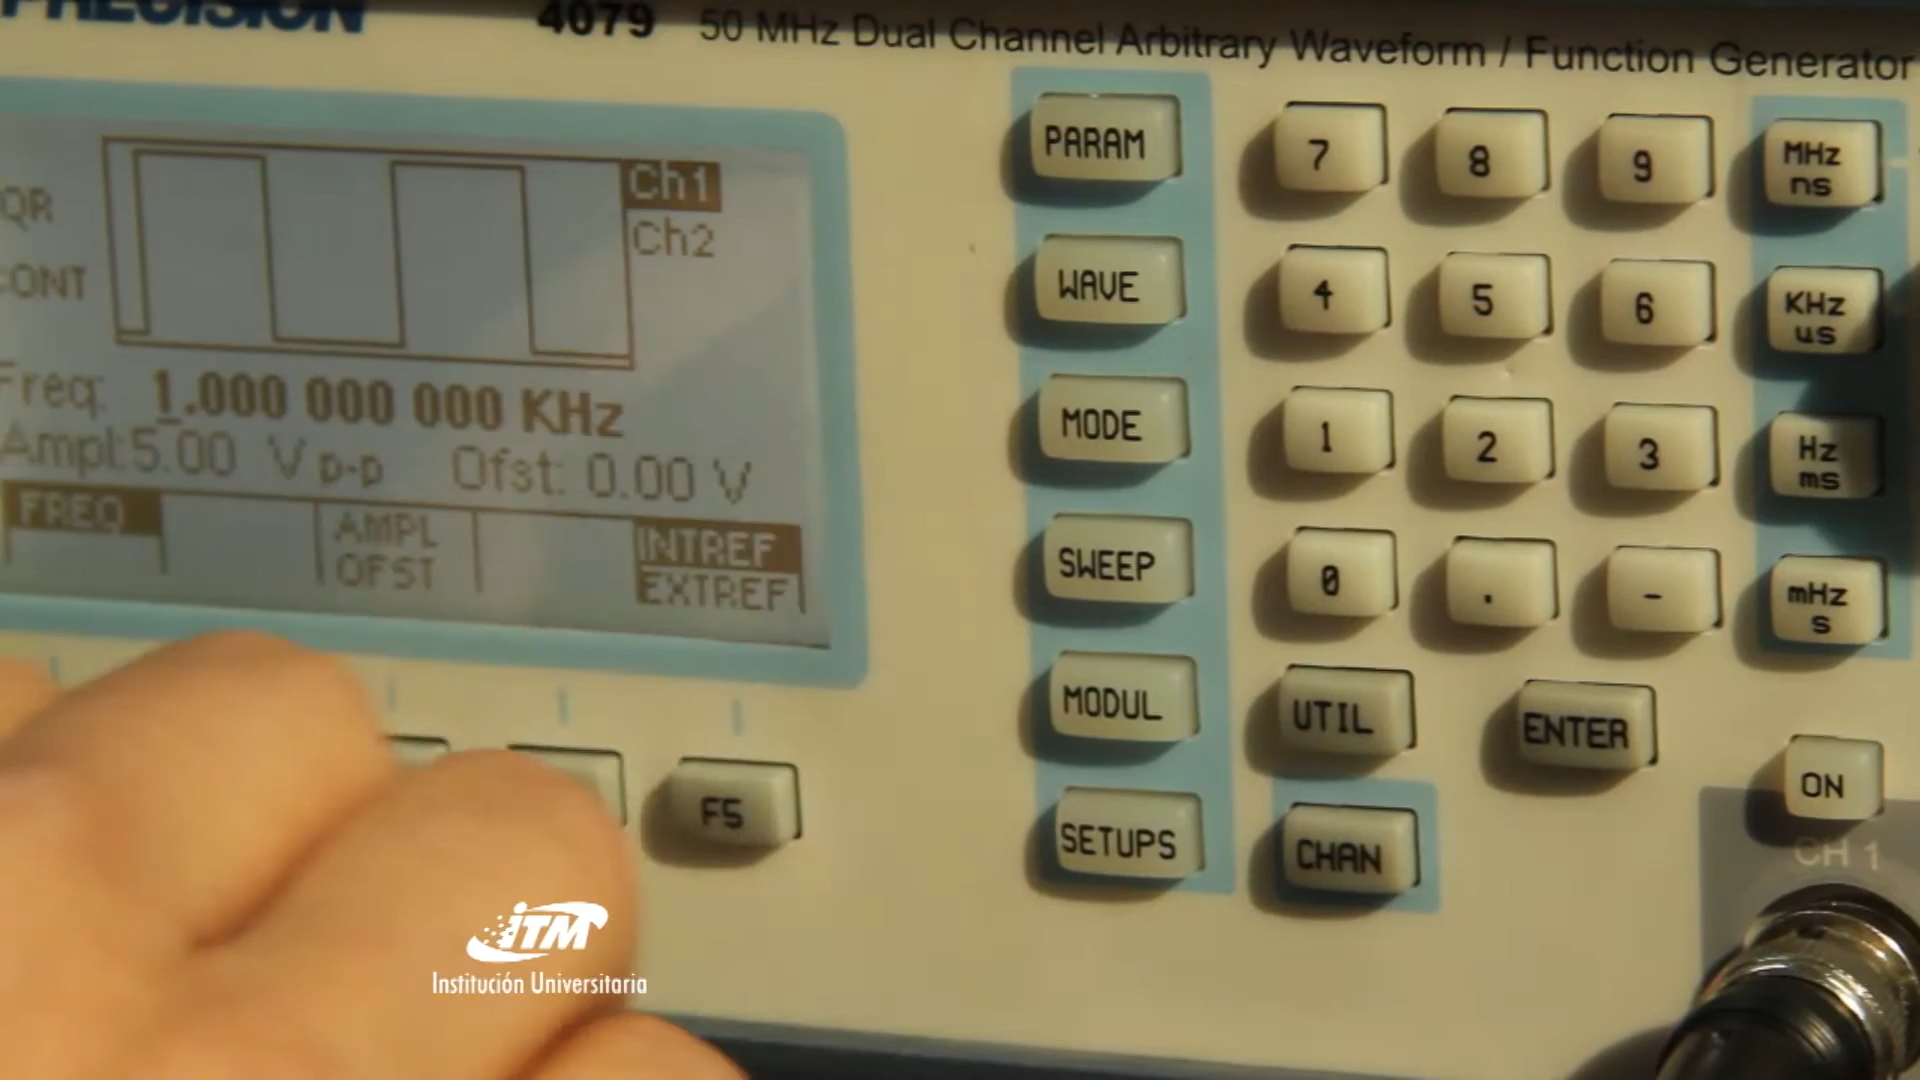 PRECISION
4079 50 MHz Dual Channel Arbitrary Waveform / Function Generator
Ch1
Ch2
Freq: 1.000 000 000 KHz
Ampl:5.00 V p-p Ofst: 0.00 V
FREQ
AMPL
OFST
INTREF
EXTREF
F5
PARAM
WAVE
MODE
SWEEP
MODUL
SETUPS
7 8 9
MHz
ns
4 5 6
KHz
us
1 2 3
Hz
ms
0 . -
mHz
s
UTIL
ENTER
CHAN
ON
CH 1
iTM
Institución Universitaria